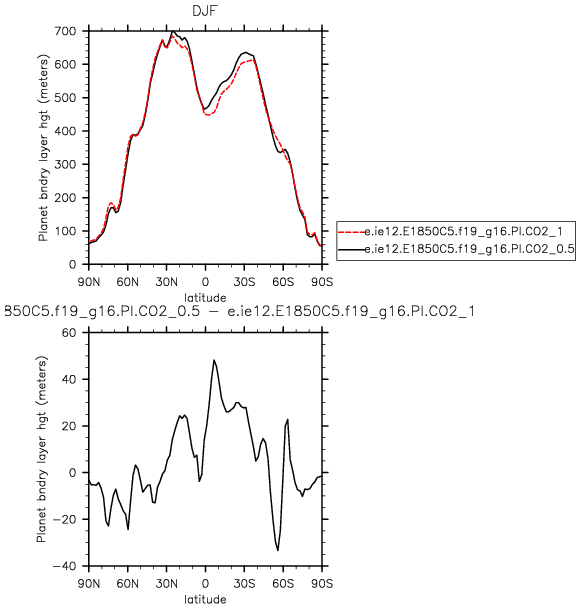 DJF
Planet bndry layer hgt (meters)
700
600
500
400
300
200
100
0
90N 60N 30N 0 30S 60S 90S
latitude
e.ie12.E1850C5.f19_g16.PI.CO2_1
e.ie12.E1850C5.f19_g16.PI.CO2_0.5
850C5.f19_g16.PI.CO2_0.5 − e.ie12.E1850C5.f19_g16.PI.CO2_1
Planet bndry layer hgt (meters)
60
40
20
0
−20
−40
90N 60N 30N 0 30S 60S 90S
latitude